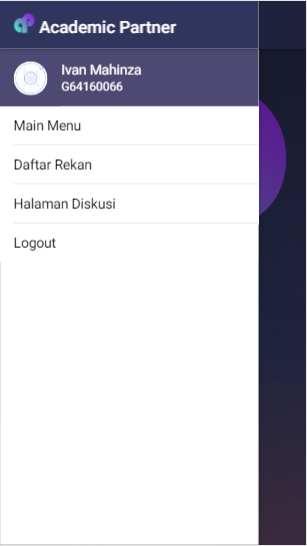 Academic Partner
Ivan Mahinza
G64160066
Main Menu
Daftar Rekan
Halaman Diskusi
Logout